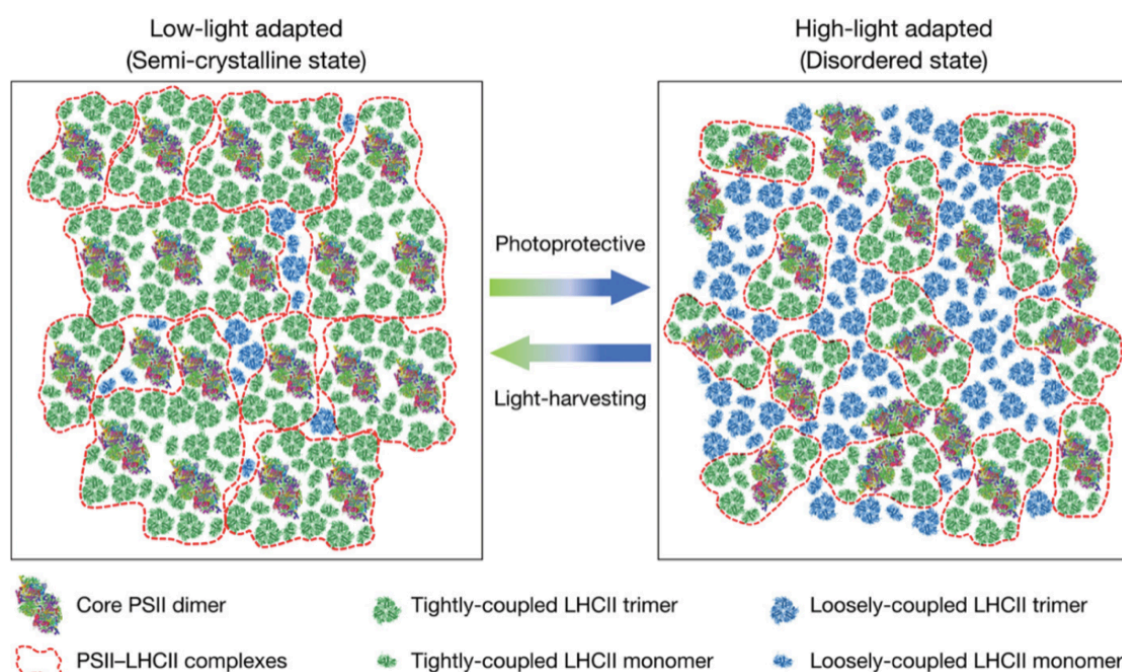 Low-light adapted
(Semi-crystalline state)
High-light adapted
(Disordered state)
Photoprotective
Light-harvesting
Core PSII dimer
Tightly-coupled LHCII trimer
Loosely-coupled LHCII trimer
PSII–LHCII complexes
Tightly-coupled LHCII monomer
Loosely-coupled LHCII monomer